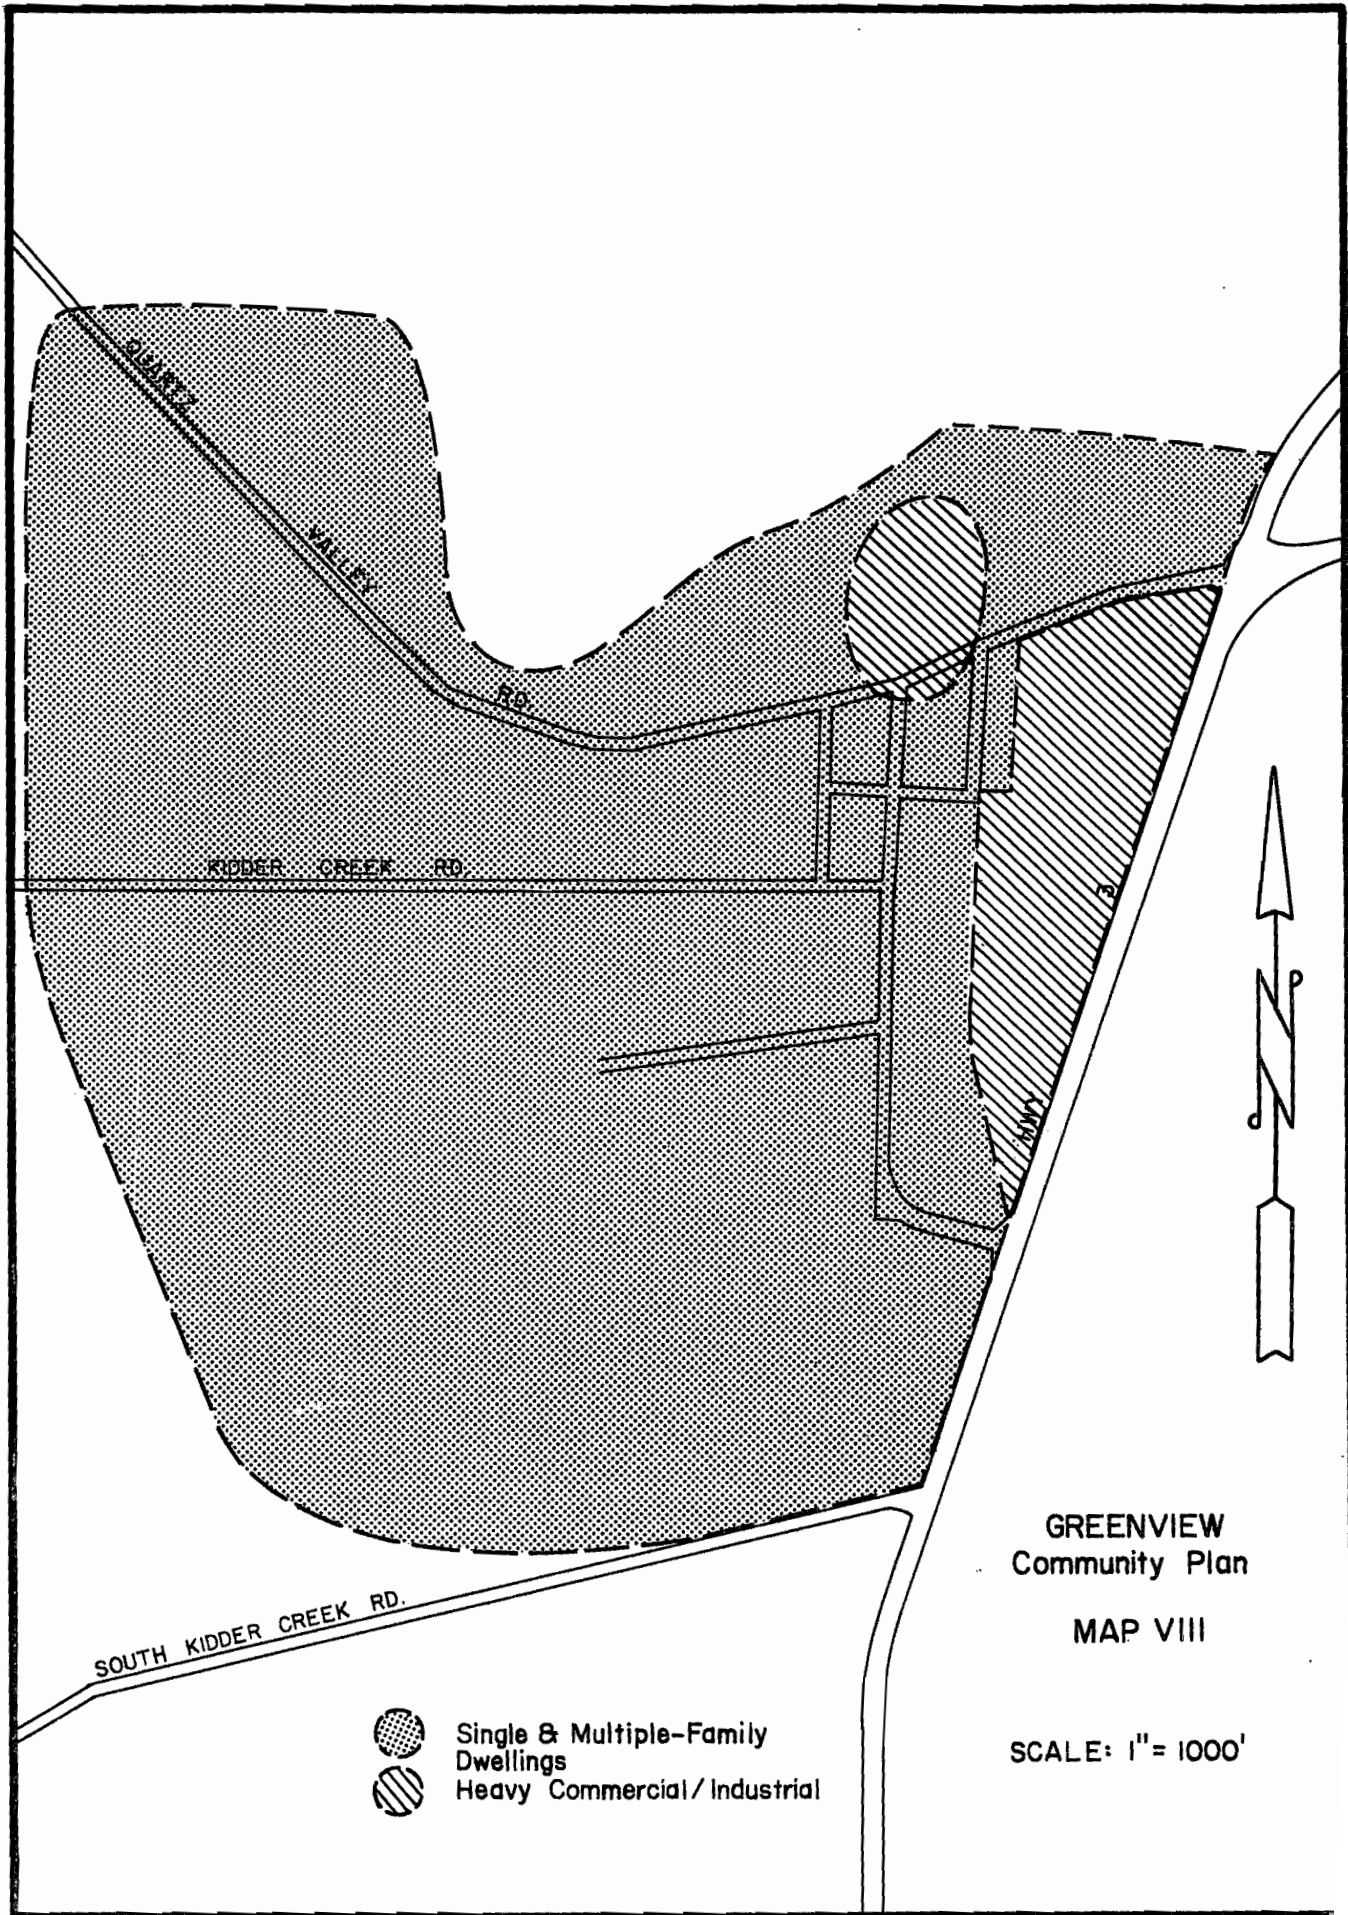 QUARTZ
VALLEY
RD.
KIDDER CREEK RD.
3
HWY
N
GREENVIEW
Community Plan
MAP VIII
SOUTH KIDDER CREEK RD.
Single & Multiple-Family
Dwellings
Heavy Commercial/Industrial
SCALE: 1"= 1000'